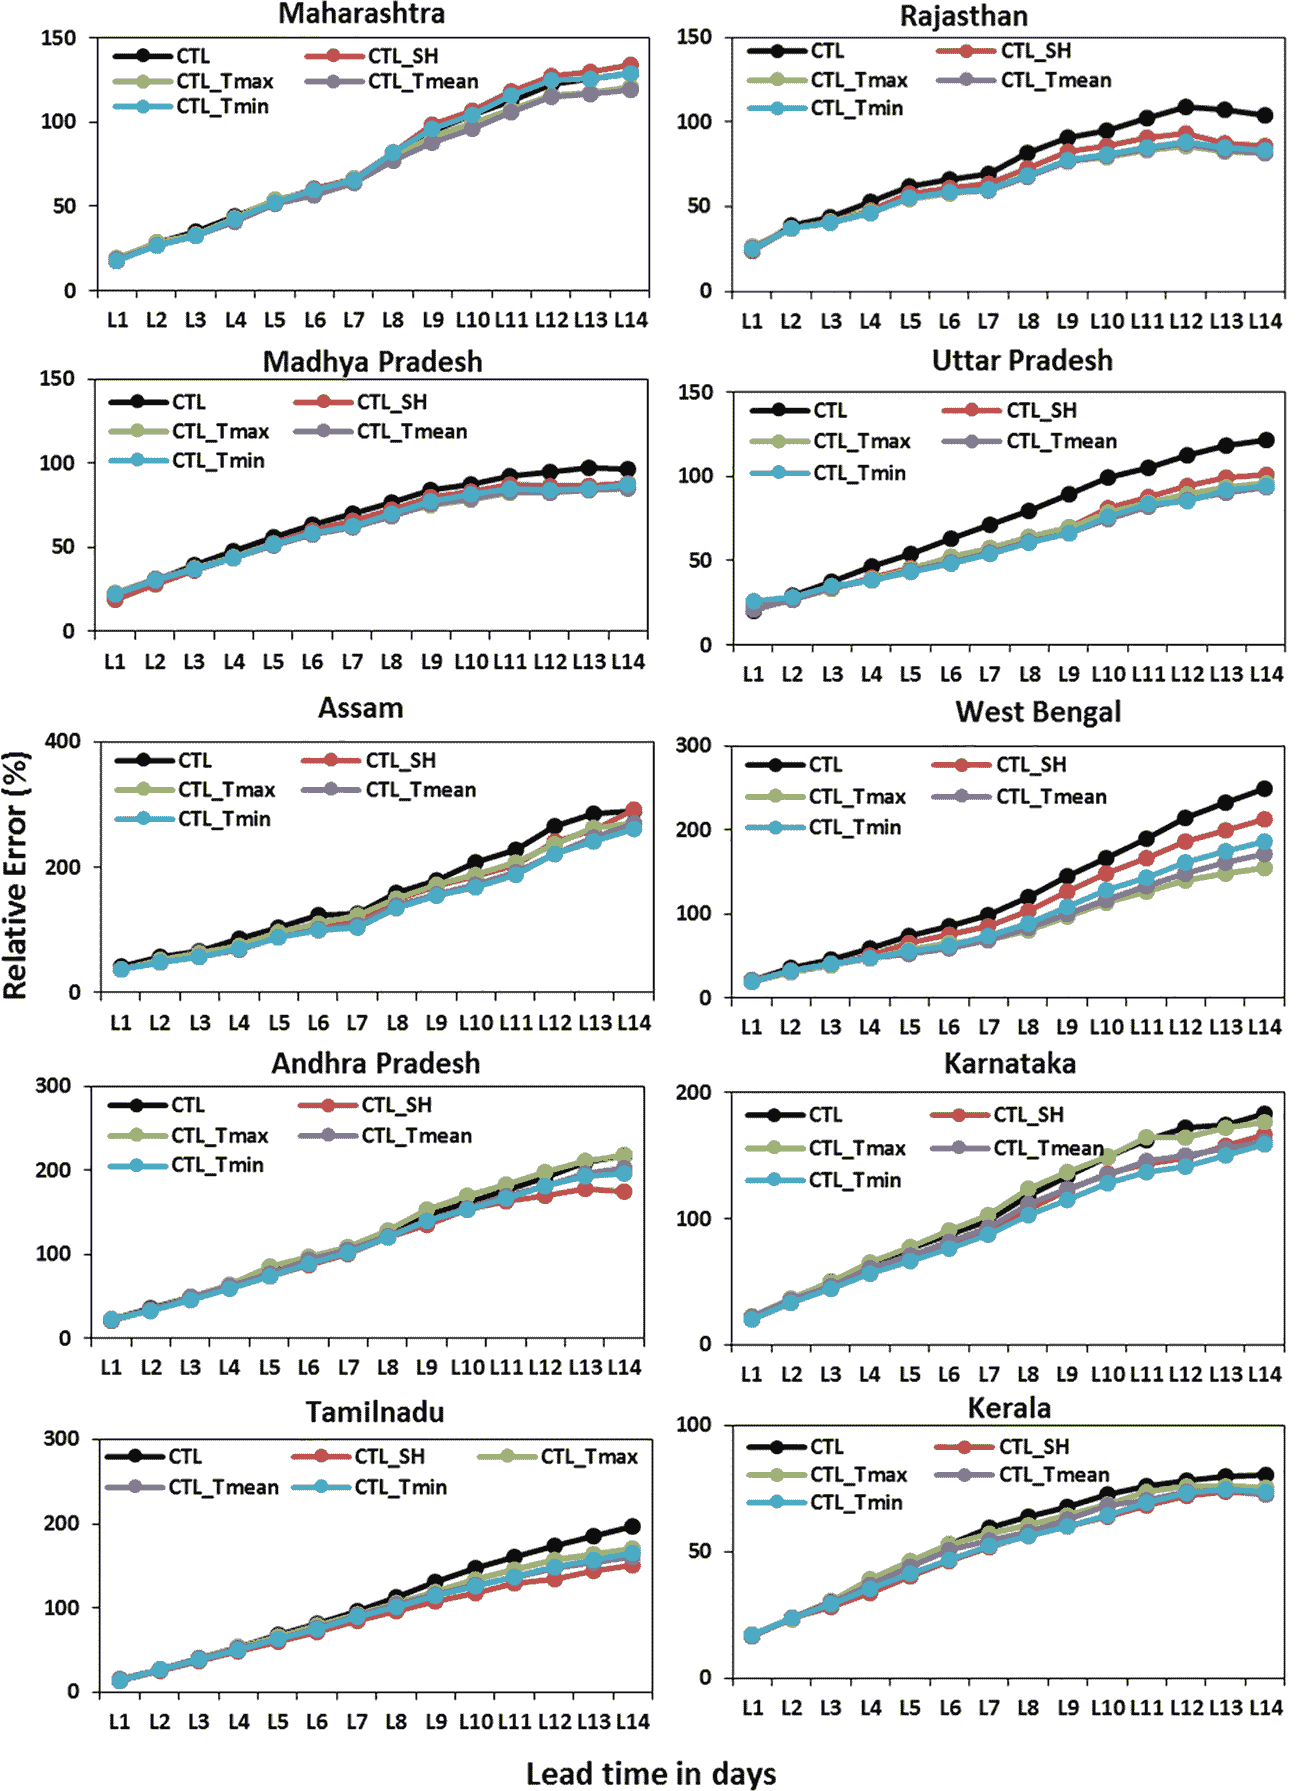 Maharashtra
150
100
50
0
CTL
CTL_SH
CTL_Tmax
CTL_Tmean
CTL_Tmin
L1 L2 L3 L4 L5 L6 L7 L8 L9 L10 L11 L12 L13 L14
Rajasthan
150
100
50
0
CTL
CTL_SH
CTL_Tmax
CTL_Tmean
CTL_Tmin
L1 L2 L3 L4 L5 L6 L7 L8 L9 L10 L11 L12 L13 L14
Madhya Pradesh
150
100
50
0
CTL
CTL_SH
CTL_Tmax
CTL_Tmean
CTL_Tmin
L1 L2 L3 L4 L5 L6 L7 L8 L9 L10 L11 L12 L13 L14
Uttar Pradesh
150
100
50
0
CTL
CTL_SH
CTL_Tmax
CTL_Tmean
CTL_Tmin
L1 L2 L3 L4 L5 L6 L7 L8 L9 L10 L11 L12 L13 L14
Relative Error (%)
Assam
400
200
0
CTL
CTL_SH
CTL_Tmax
CTL_Tmean
CTL_Tmin
L1 L2 L3 L4 L5 L6 L7 L8 L9 L10 L11 L12 L13 L14
West Bengal
300
200
100
0
CTL
CTL_SH
CTL_Tmax
CTL_Tmean
CTL_Tmin
L1 L2 L3 L4 L5 L6 L7 L8 L9 L10 L11 L12 L13 L14
Andhra Pradesh
300
200
100
0
CTL
CTL_SH
CTL_Tmax
CTL_Tmean
CTL_Tmin
L1 L2 L3 L4 L5 L6 L7 L8 L9 L10 L11 L12 L13 L14
Karnataka
200
100
0
CTL
CTL_SH
CTL_Tmax
CTL_Tmean
CTL_Tmin
L1 L2 L3 L4 L5 L6 L7 L8 L9 L10 L11 L12 L13 L14
Tamilnadu
300
200
100
0
CTL
CTL_SH
CTL_Tmax
CTL_Tmean
CTL_Tmin
L1 L2 L3 L4 L5 L6 L7 L8 L9 L10 L11 L12 L13 L14
Kerala
100
50
0
CTL
CTL_SH
CTL_Tmax
CTL_Tmean
CTL_Tmin
L1 L2 L3 L4 L5 L6 L7 L8 L9 L10 L11 L12 L13 L14
Lead time in days